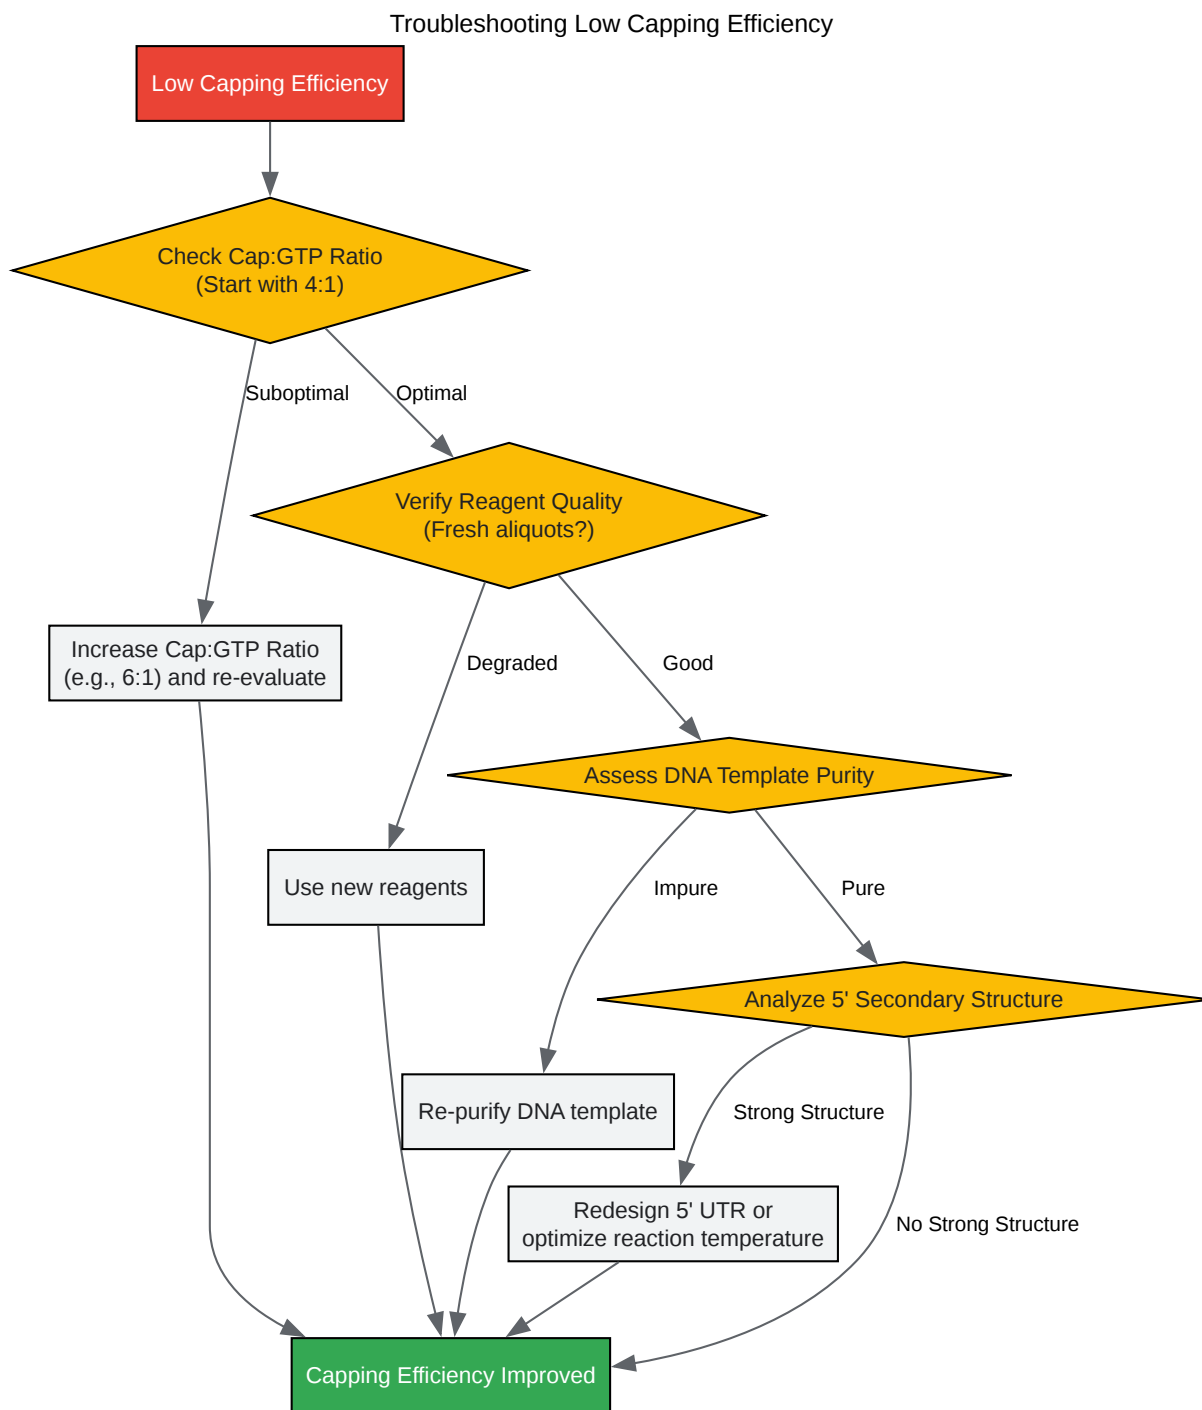 Troubleshooting Low Capping Efficiency
Low Capping Efficiency
Check Cap:GTP Ratio
(Start with 4:1)
Suboptimal
Optimal
Verify Reagent Quality
(Fresh aliquots?)
Increase Cap:GTP Ratio
(e.g., 6:1) and re-evaluate
Degraded
Good
Assess DNA Template Purity
Use new reagents
Impure
Pure
Analyze 5' Secondary Structure
Re-purify DNA template
Strong Structure
Redesign 5' UTR or
optimize reaction temperature
No Strong Structure
Capping Efficiency Improved